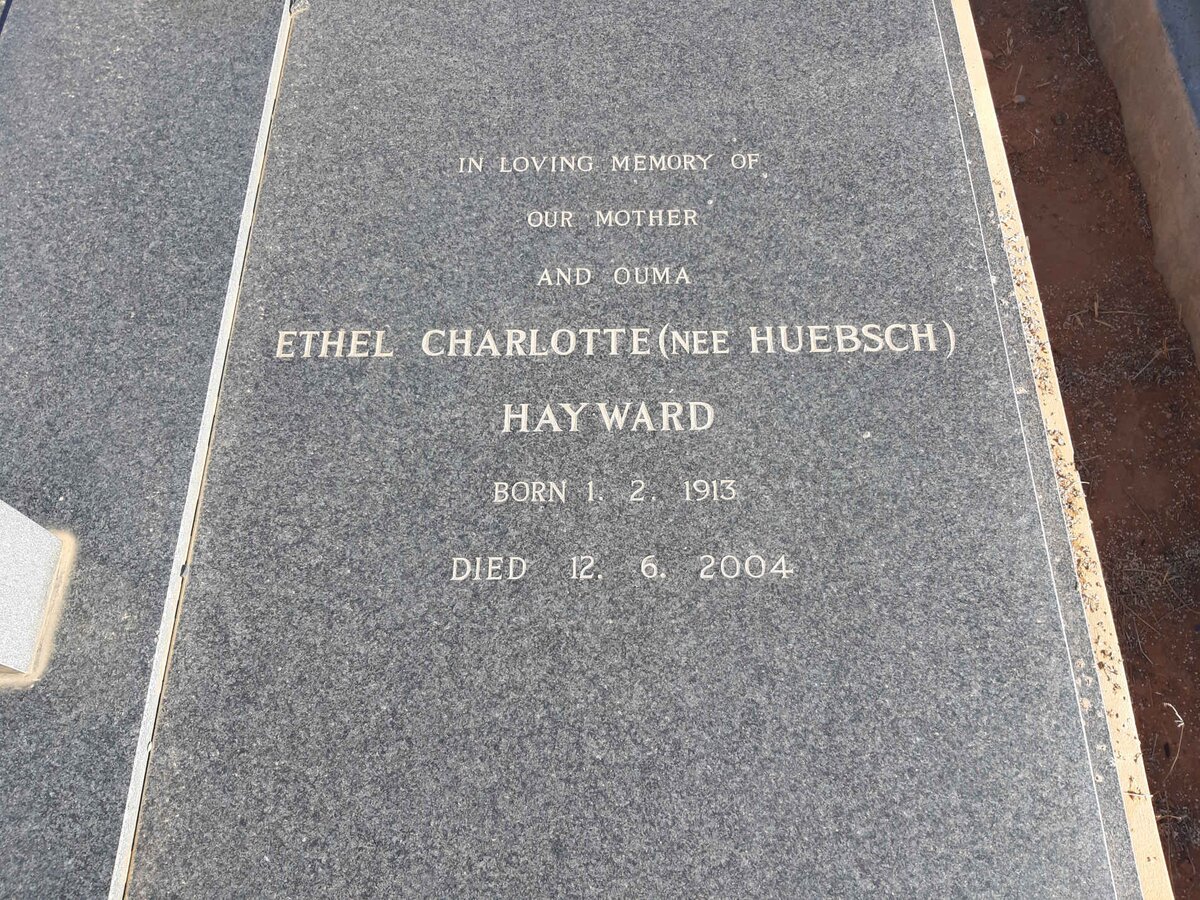 IN LOVING MEMORY OF
OUR MOTHER
AND OUMA
ETHEL CHARLOTTE (NEE HUEBSCH)
HAYWARD
BORN 1. 2. 1913
DIED 12. 6. 2004